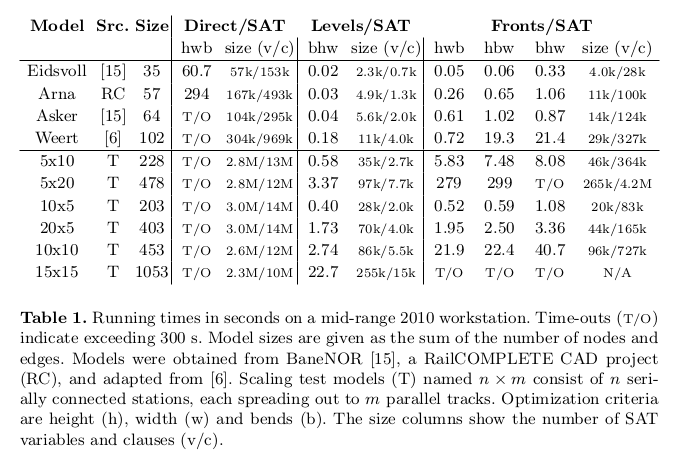 Model Src. Size Direct/SAT Levels/SAT Fronts/SAT
hwb size (v/c) bhw size (v/c) hwb hbw bhw size (v/c)
Eidsvoll [15] 35 60.7 57k/153k 0.02 2.3k/0.7k 0.05 0.06 0.33 4.0k/28k
Arna RC 57 294 167k/493k 0.03 4.9k/1.3k 0.26 0.65 1.06 11k/100k
Asker [15] 64 T/O 104k/295k 0.04 5.6k/2.0k 0.61 1.02 0.87 14k/124k
Weert [6] 102 T/O 304k/969k 0.18 11k/4.0k 0.72 19.3 21.4 29k/327k
5x10 T 228 T/O 2.8M/13M 0.58 35k/2.7k 5.83 7.48 8.08 46k/364k
5x20 T 478 T/O 2.8M/12M 3.37 97k/7.7k 279 299 T/O 265k/4.2M
10x5 T 203 T/O 3.0M/14M 0.40 28k/2.0k 0.52 0.59 1.08 20k/83k
20x5 T 403 T/O 3.0M/14M 1.73 70k/4.0k 1.95 2.50 3.36 44k/165k
10x10 T 453 T/O 2.6M/12M 2.74 86k/5.5k 21.9 22.4 40.7 96k/727k
15x15 T 1053 T/O 2.3M/10M 22.7 255k/15k T/O T/O T/O N/A
Table 1. Running times in seconds on a mid-range 2010 workstation. Time-outs (T/O)
indicate exceeding 300 s. Model sizes are given as the sum of the number of nodes and
edges. Models were obtained from BaneNOR [15], a RailCOMPLETE CAD project
(RC), and adapted from [6]. Scaling test models (T) named n × m consist of n seri-
ally connected stations, each spreading out to m parallel tracks. Optimization criteria
are height (h), width (w) and bends (b). The size columns show the number of SAT
variables and clauses (v/c).